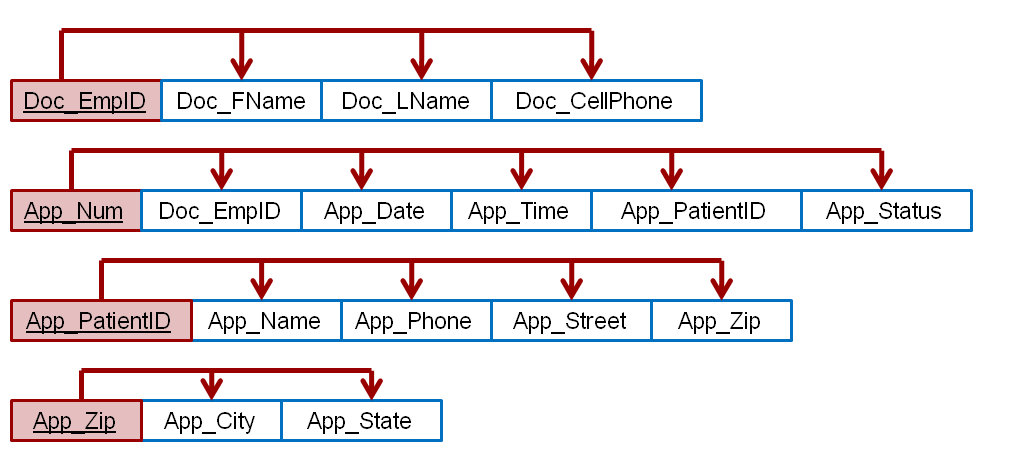 Doc_EmpID Doc_FName Doc_LName Doc_CellPhone
App_Num Doc_EmpID App_Date App_Time App_PatientID App_Status
App_PatientID App_Name App_Phone App_Street App_Zip
App_Zip App_City App_State